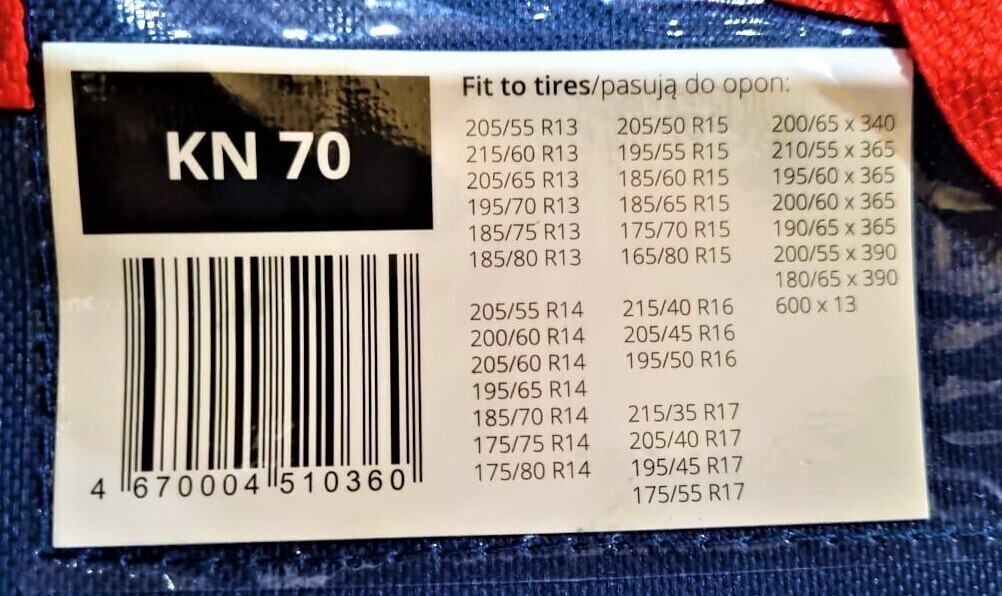 KN 70
4 670004 510360
Fit to tires/pasują do opon:
205/55 R13
215/60 R13
205/65 R13
195/70 R13
185/75 R13
185/80 R13
205/55 R14
200/60 R14
205/60 R14
195/65 R14
185/70 R14
175/75 R14
175/80 R14
205/50 R15
195/55 R15
185/60 R15
185/65 R15
175/70 R15
165/80 R15
215/40 R16
205/45 R16
195/50 R16
215/35 R17
205/40 R17
195/45 R17
175/55 R17
200/65 x 340
210/55 x 365
195/60 x 365
200/60 x 365
190/65 x 365
200/55 x 390
180/65 x 390
600 x 13